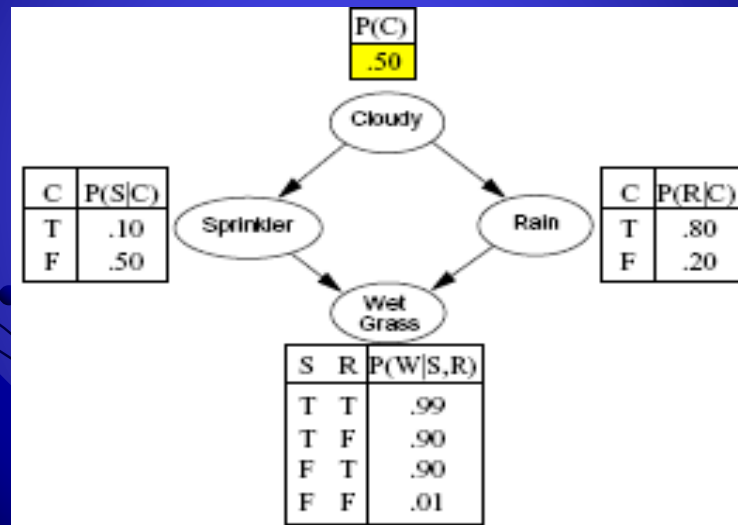 P(C)
.50
Cloudy
C P(S|C)
T .10
F .50
Sprinkler
Rain
C P(R|C)
T .80
F .20
Wet
Grass
S R P(W|S,R)
T T .99
T F .90
F T .90
F F .01